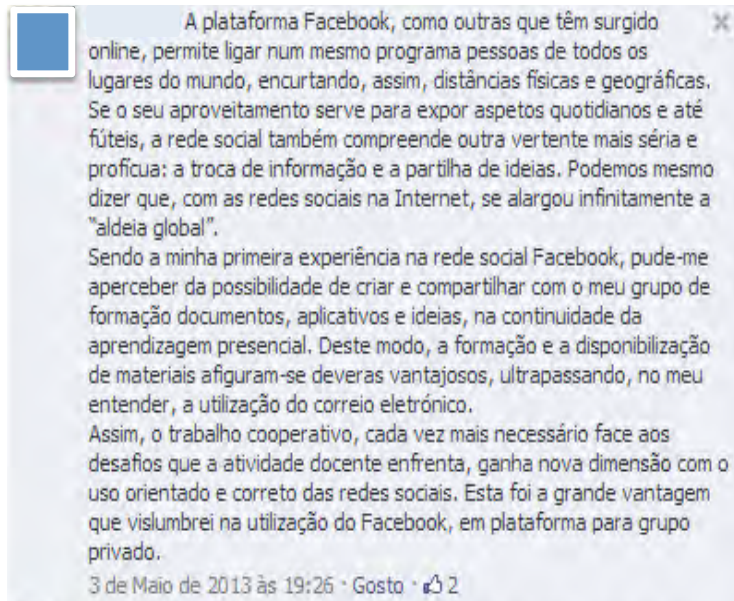 A plataforma Facebook, como outras que têm surgido
online, permite ligar num mesmo programa pessoas de todos os
lugares do mundo, encurtando, assim, distâncias físicas e geográficas.
Se o seu aproveitamento serve para expor aspetos quotidianos e até
fúteis, a rede social também compreende outra vertente mais séria e
profícua: a troca de informação e a partilha de ideias. Podemos mesmo
dizer que, com as redes sociais na Internet, se alargou infinitamente a
"aldeia global".
Sendo a minha primeira experiência na rede social Facebook, pude-me
aperceber da possibilidade de criar e compartilhar com o meu grupo de
formação documentos, aplicativos e ideias, na continuidade da
aprendizagem presencial. Deste modo, a formação e a disponibilização
de materiais afiguram-se deveras vantajosos, ultrapassando, no meu
entender, a utilização do correio eletrónico.
Assim, o trabalho cooperativo, cada vez mais necessário face aos
desafios que a atividade docente enfrenta, ganha nova dimensão com o
uso orientado e correto das redes sociais. Esta foi a grande vantagem
que vislumbrei na utilização do Facebook, em plataforma para grupo
privado.
3 de Maio de 2013 às 19:26 · Gosto · 2